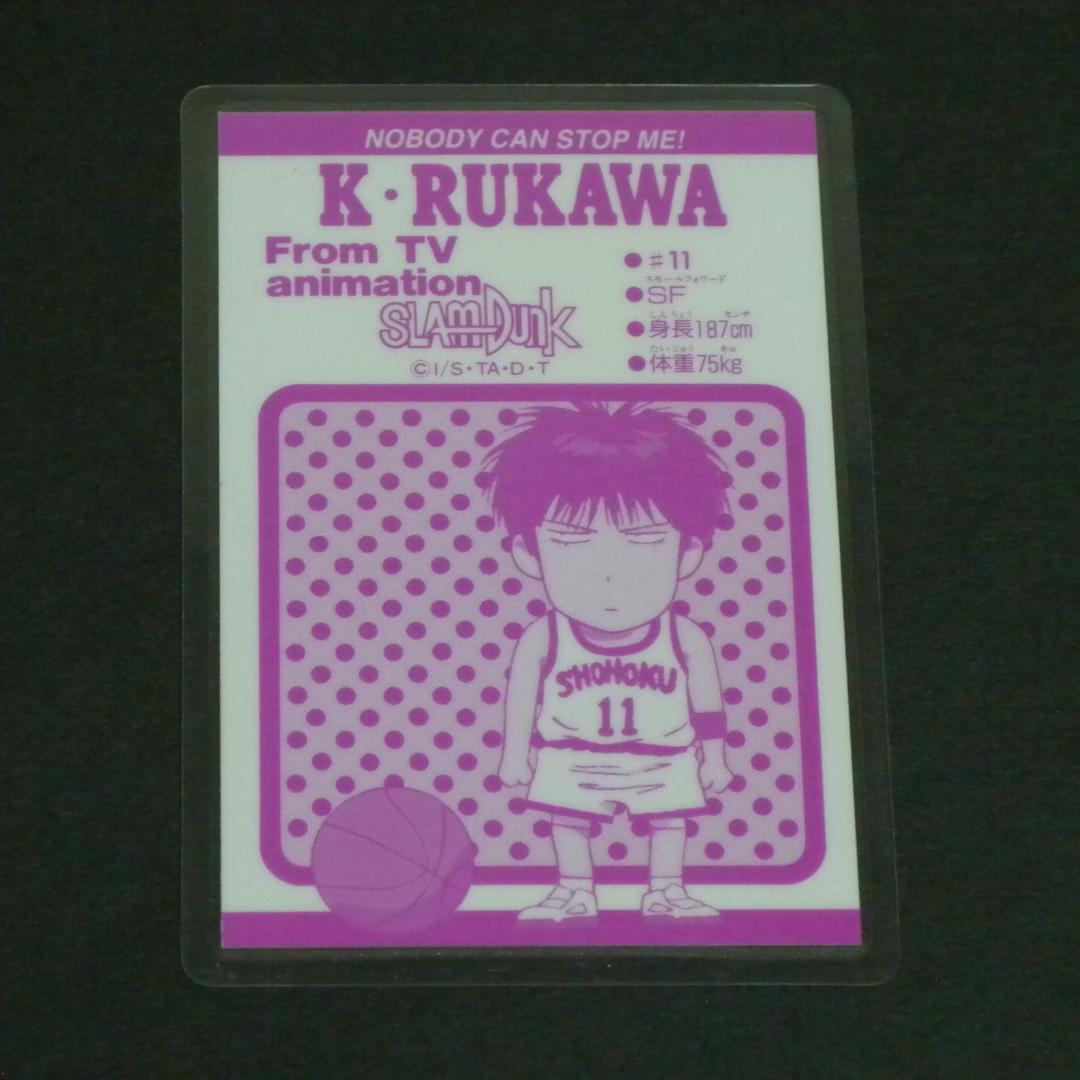 NOBODY CAN STOP ME!
K・RUKAWA
From TV
animation
SLAM DUNK
©I/S・TA・D・T
●#11
スモールフォワード
●SF
しんちょう センチ
●身長187cm
たいじゅう キロ
●体重75kg
SHOHOKU
11